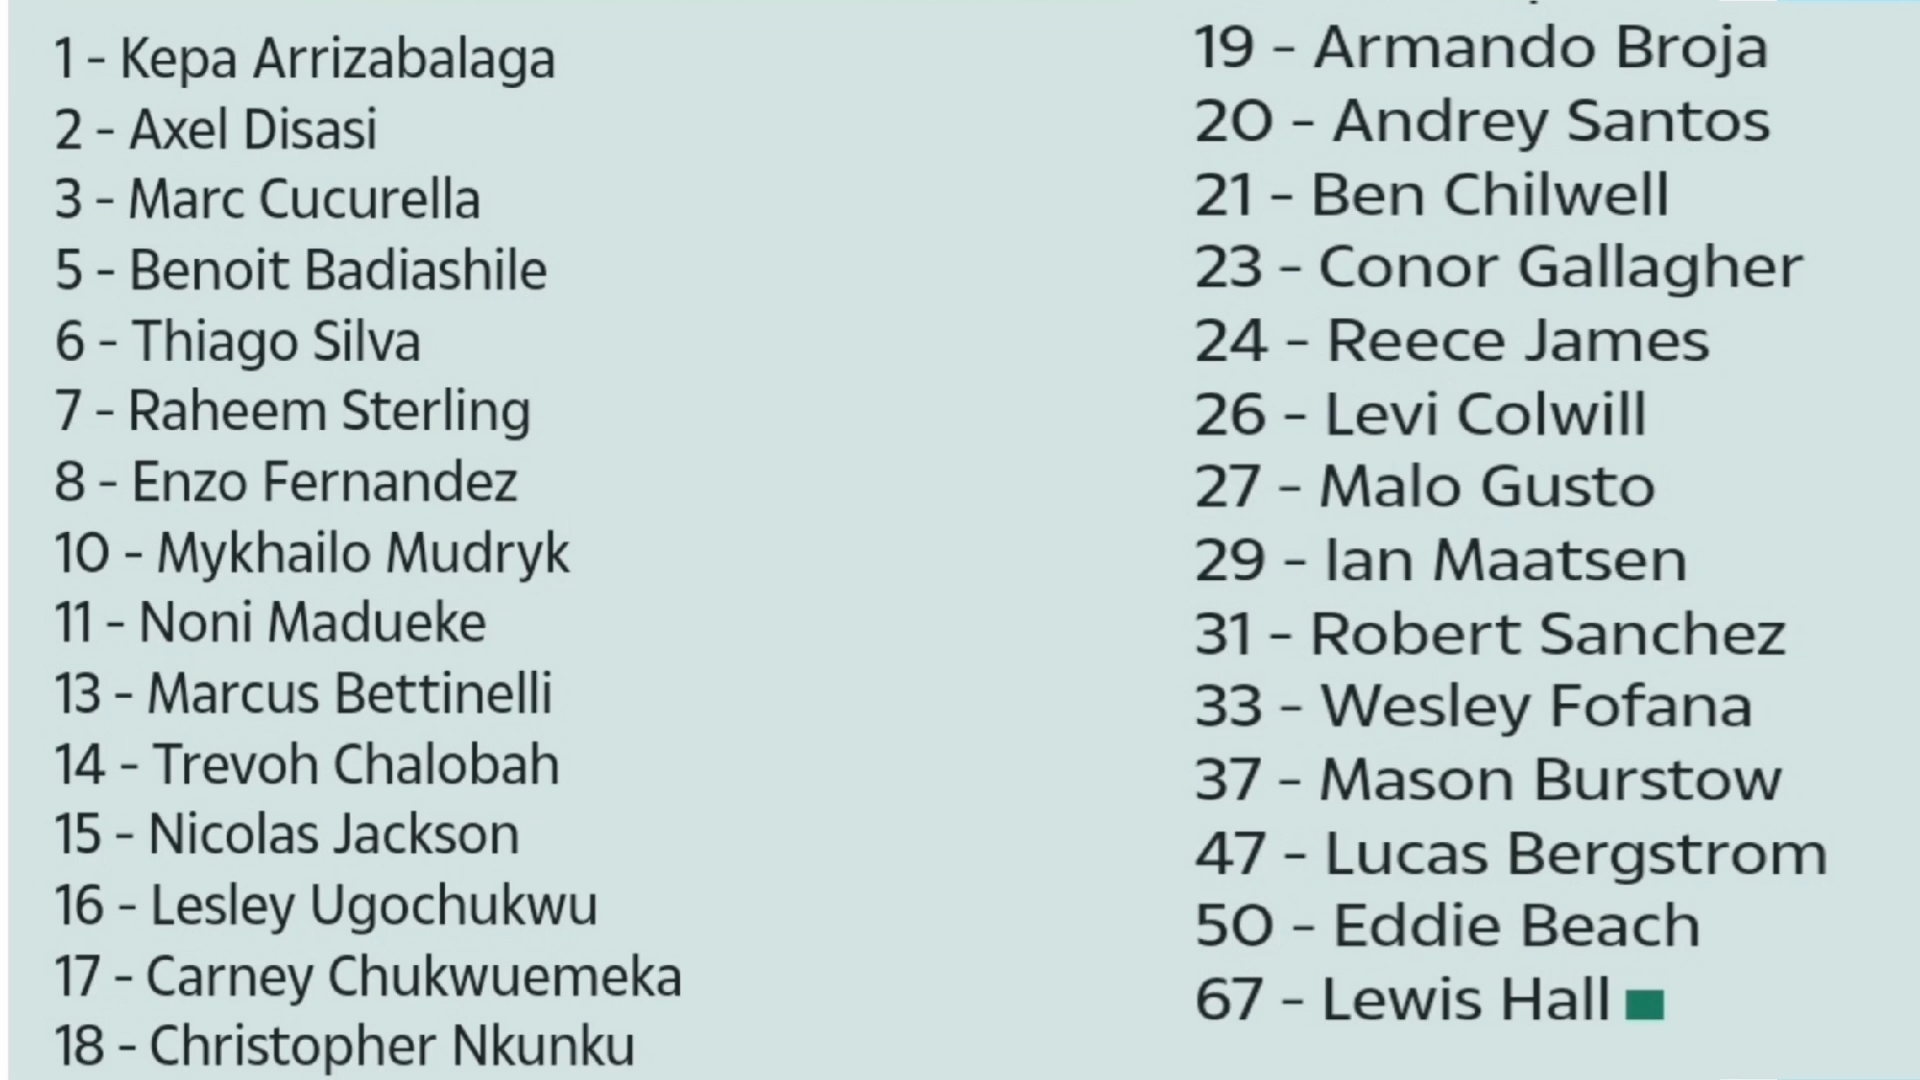 1 - Kepa Arrizabalaga
2 - Axel Disasi
3 - Marc Cucurella
5 - Benoit Badiashile
6 - Thiago Silva
7 - Raheem Sterling
8 - Enzo Fernandez
10 - Mykhailo Mudryk
11 - Noni Madueke
13 - Marcus Bettinelli
14 - Trevoh Chalobah
15 - Nicolas Jackson
16 - Lesley Ugochukwu
17 - Carney Chukwuemeka
18 - Christopher Nkunku
19 - Armando Broja
20 - Andrey Santos
21 - Ben Chilwell
23 - Conor Gallagher
24 - Reece James
26 - Levi Colwill
27 - Malo Gusto
29 - Ian Maatsen
31 - Robert Sanchez
33 - Wesley Fofana
37 - Mason Burstow
47 - Lucas Bergstrom
50 - Eddie Beach
67 - Lewis Hall